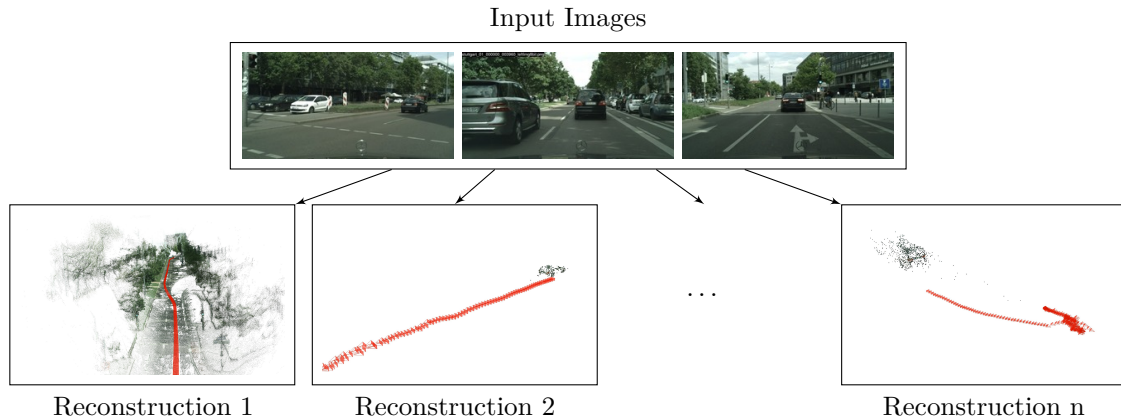 Input Images
...
Reconstruction 1
Reconstruction 2
Reconstruction n